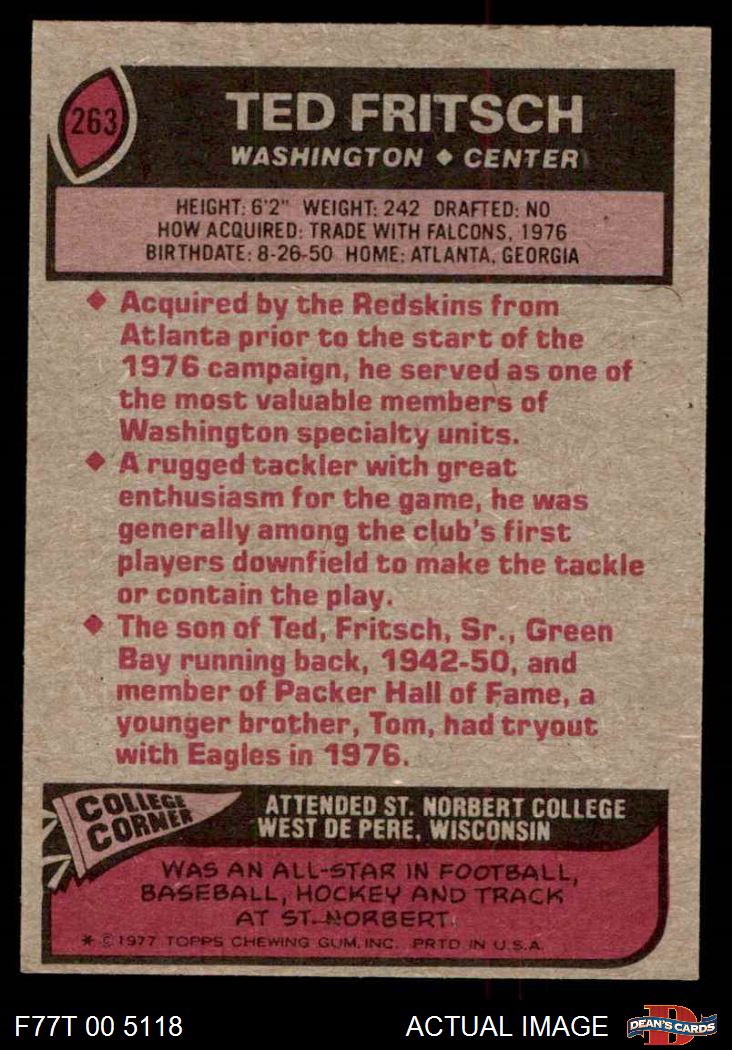 263
TED FRITSCH
WASHINGTON ◆ CENTER
HEIGHT: 6'2" WEIGHT: 242 DRAFTED: NO
HOW ACQUIRED: TRADE WITH FALCONS, 1976
BIRTHDATE: 8-26-50 HOME: ATLANTA, GEORGIA
◆ Acquired by the Redskins from
Atlanta prior to the start of the
1976 campaign, he served as one of
the most valuable members of
Washington specialty units.
◆ A rugged tackler with great
enthusiasm for the game, he was
generally among the club's first
players downfield to make the tackle
or contain the play.
◆ The son of Ted, Fritsch, Sr., Green
Bay running back, 1942-50, and
member of Packer Hall of Fame, a
younger brother, Tom, had tryout
with Eagles in 1976.
COLLEGE
CORNER
ATTENDED ST. NORBERT COLLEGE
WEST DE PERE, WISCONSIN
WAS AN ALL-STAR IN FOOTBALL,
BASEBALL, HOCKEY AND TRACK
AT ST. NORBERT.
* © 1977 TOPPS CHEWING GUM, INC. PRTD IN U.S.A.
F77T 00 5118
ACTUAL IMAGE
D
DEAN'S CARDS